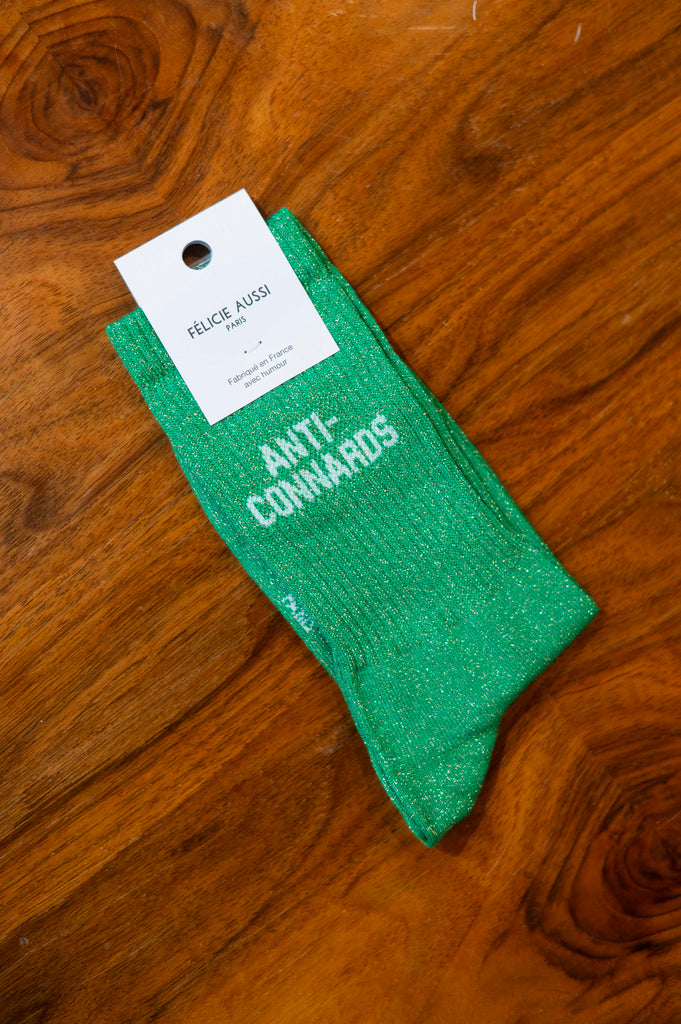 FÉLICIE AUSSI
PARIS
Fabriqué en France
avec humour
ANTI-
CONNARDS